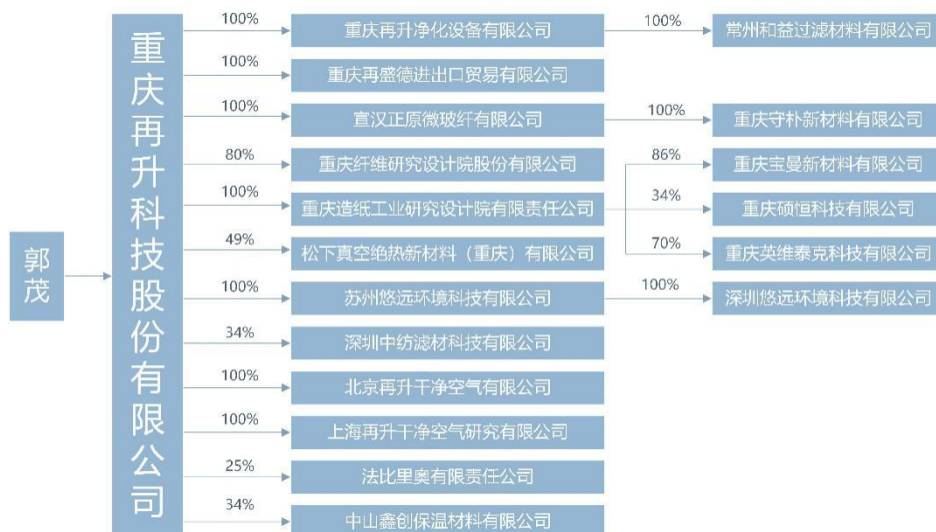 郭茂
重庆再升科技股份有限公司
100%
重庆再升净化设备有限公司
100%
常州和益过滤材料有限公司
100%
重庆再盛德进出口贸易有限公司
100%
宣汉正原微玻纤有限公司
100%
重庆守朴新材料有限公司
80%
重庆纤维研究设计院股份有限公司
86%
重庆宝曼新材料有限公司
100%
重庆造纸工业研究设计院有限责任公司
34%
重庆硕恒科技有限公司
49%
松下真空绝热新材料（重庆）有限公司
70%
重庆英维泰克科技有限公司
100%
苏州悠远环境科技有限公司
100%
深圳悠远环境科技有限公司
34%
深圳中纺滤材科技有限公司
100%
北京再升干净空气有限公司
100%
上海再升干净空气研究有限公司
25%
法比里奥有限责任公司
34%
中山鑫创保温材料有限公司